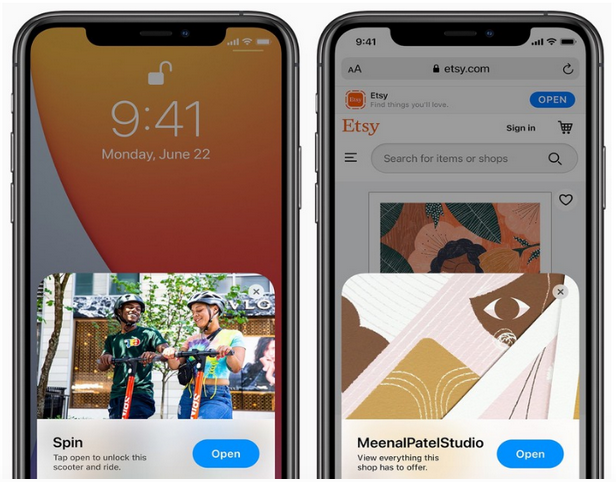 9:41
Monday, June 22
Spin
Tap open to unlock this
scooter and ride.
Open
9:41
AA
etsy.com
Etsy
Find things you'll love.
OPEN
Etsy
Sign in
Search for items or shops
MeenalPatelStudio
View everything this
shop has to offer.
Open